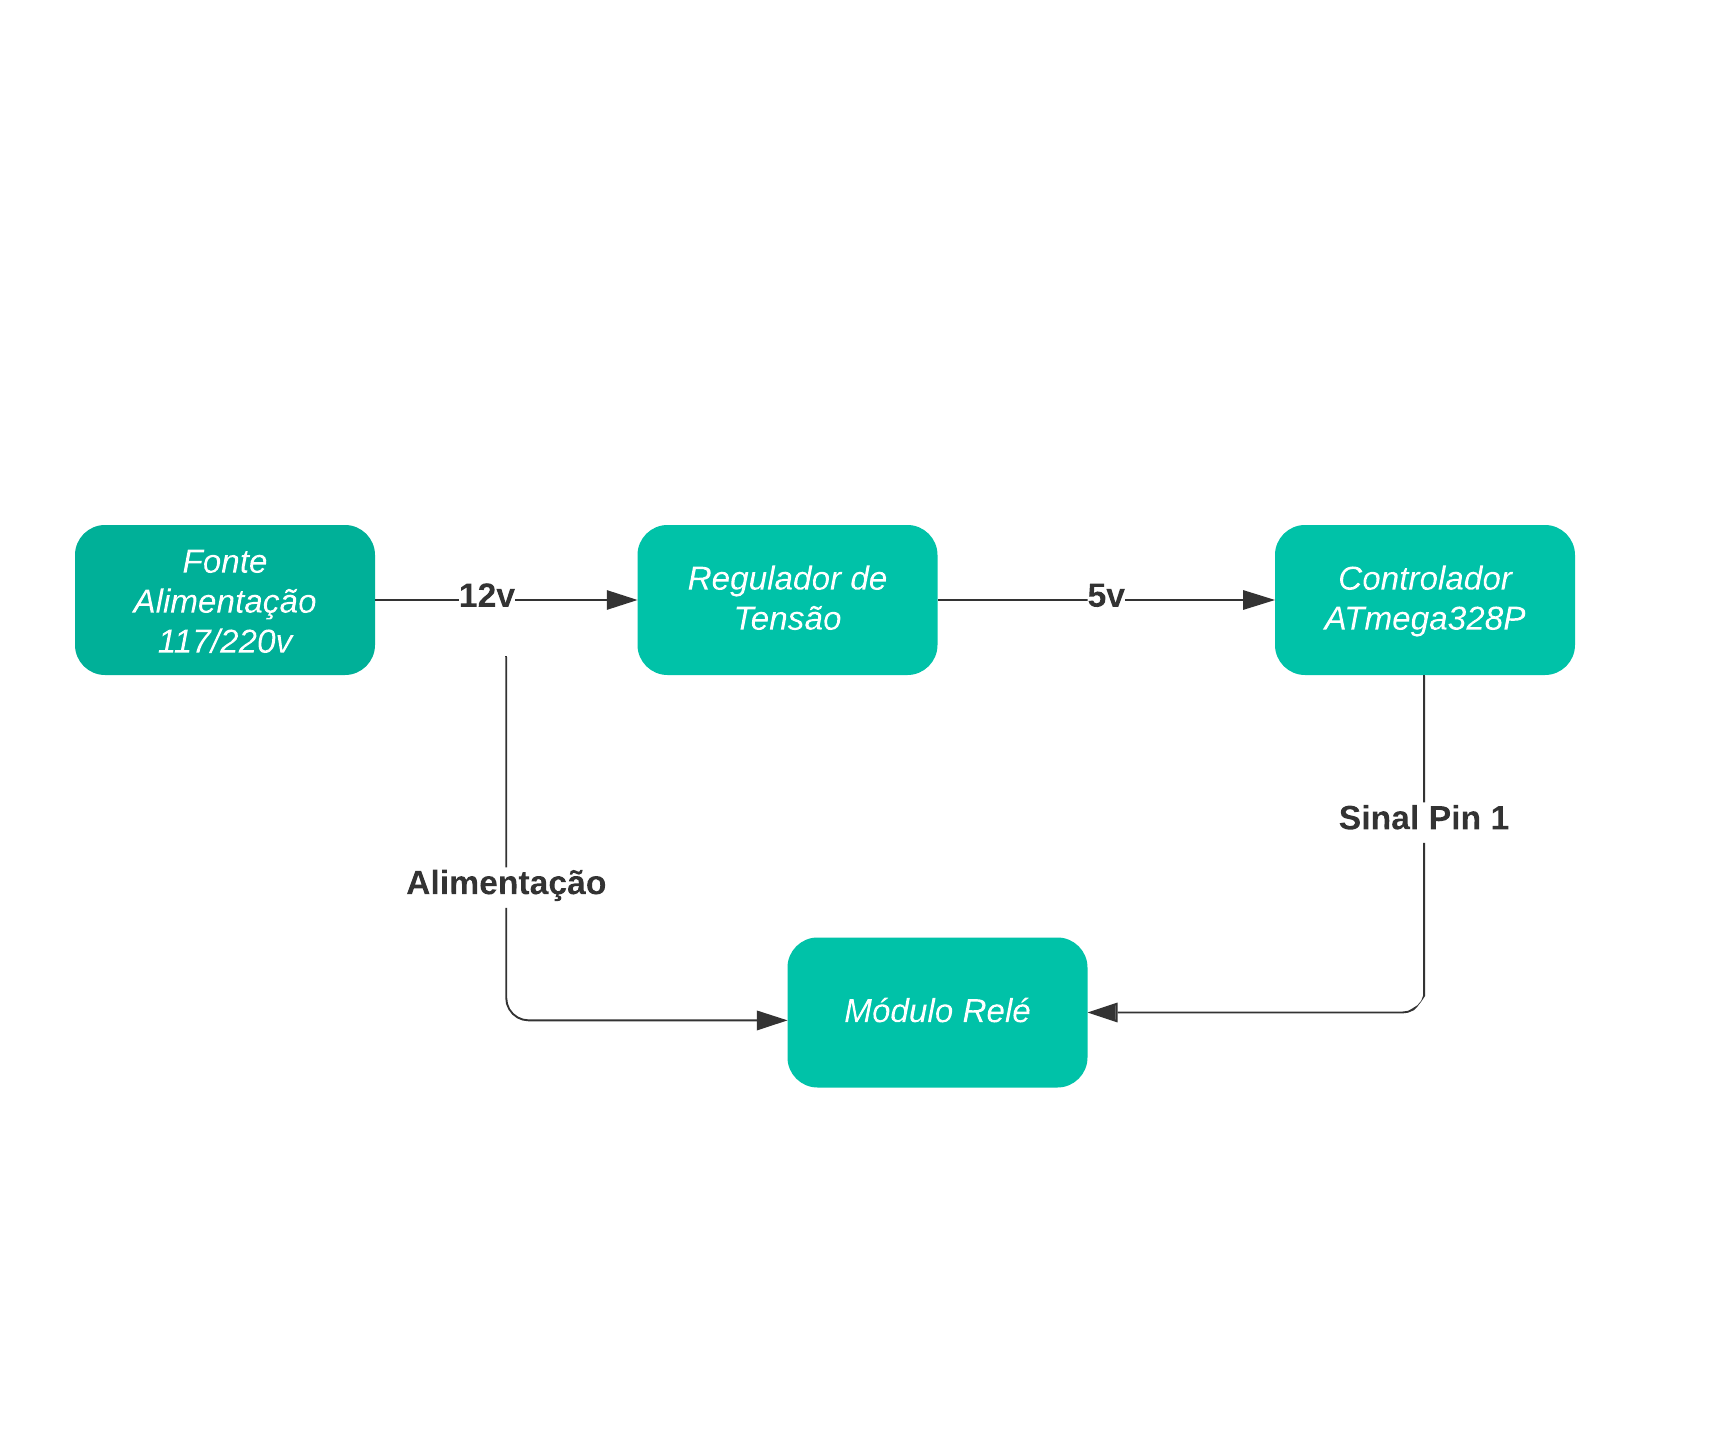 Fonte
Alimentação
117/220v
12v
Regulador de
Tensão
5v
Controlador
ATmega328P
Sinal Pin 1
Alimentação
Módulo Relé